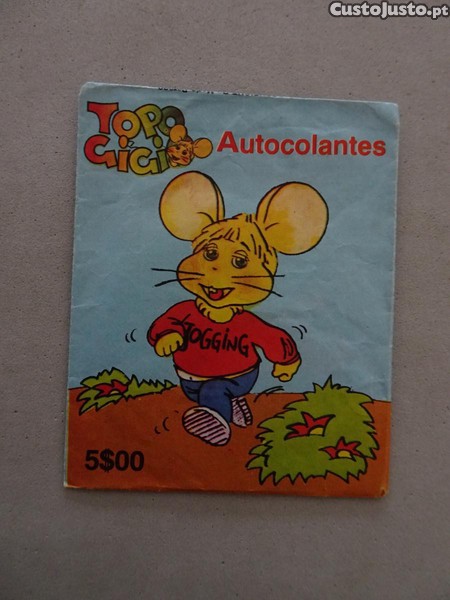 CustoJusto.pt
TOPO
GIGIO
Autocolantes
JOGGING
5$00